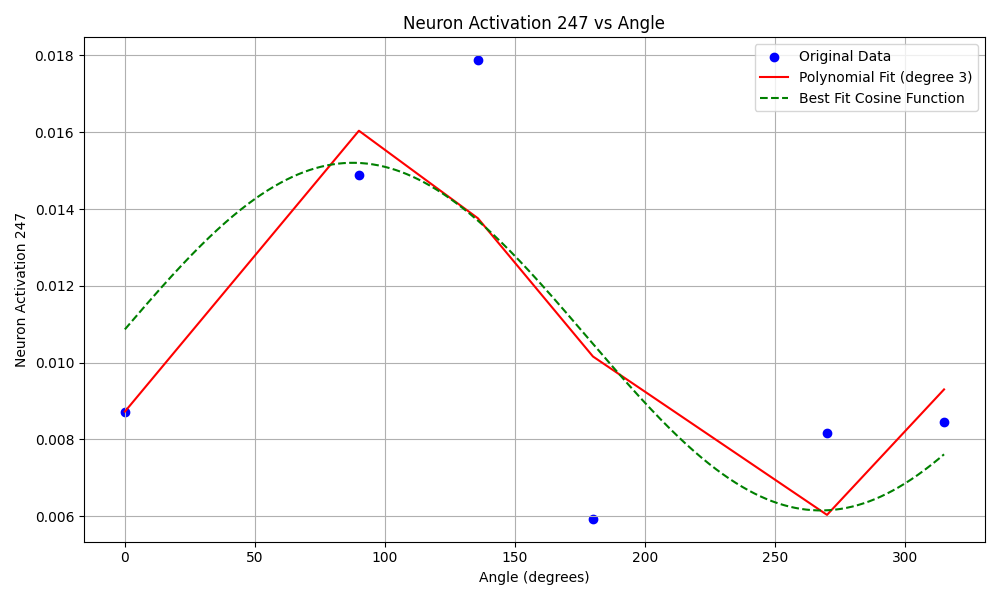 Neuron Activation 247 vs Angle
Original Data
Polynomial Fit (degree 3)
Best Fit Cosine Function
Neuron Activation 247
0.018
0.016
0.014
0.012
0.010
0.008
0.006
0
50
100
150
200
250
300
Angle (degrees)